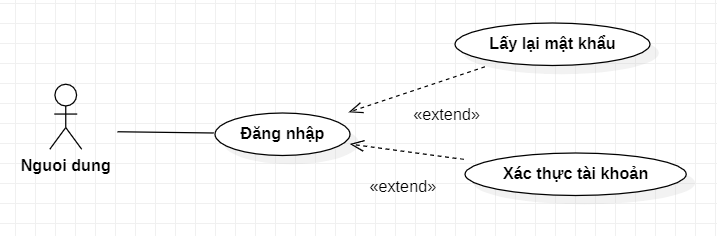 Lấy lại mật khẩu
«extend»
Đăng nhập
Nguoi dung
Xác thực tài khoản
«extend»